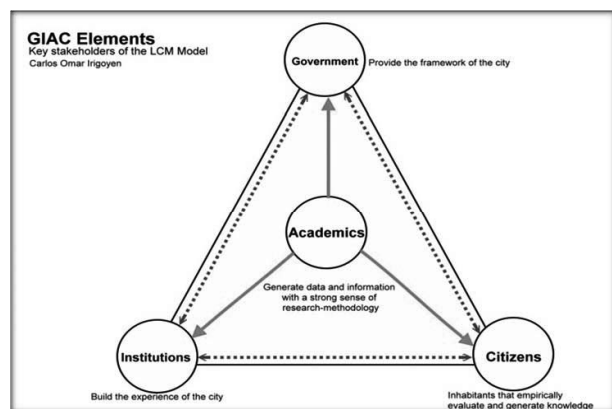 GIAC Elements
Key stakeholders of the LCM Model
Carlos Omar Irigoyen
Government
Provide the framework of the city
Academics
Generate data and information
with a strong sense of
research-methodology
Institutions
Build the experience of the city
Citizens
Inhabitants that empirically
evaluate and generate knowledge